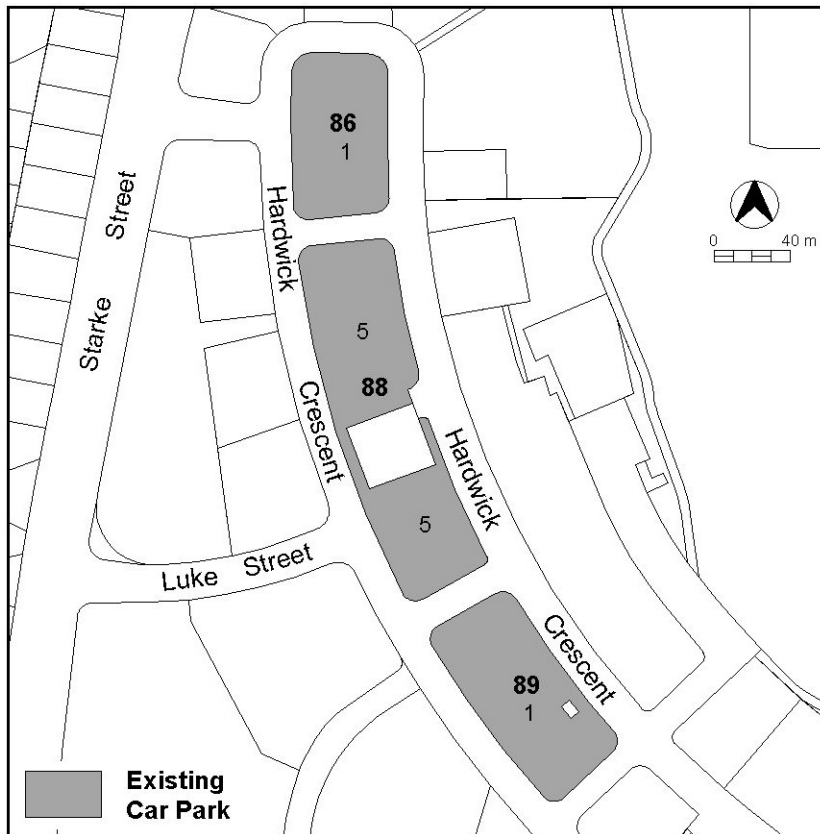 86
1
Starke Street
Hardwick Crescent
0 40 m
5
88
Hardwick Crescent
5
Luke Street
89
1
Existing
Car Park